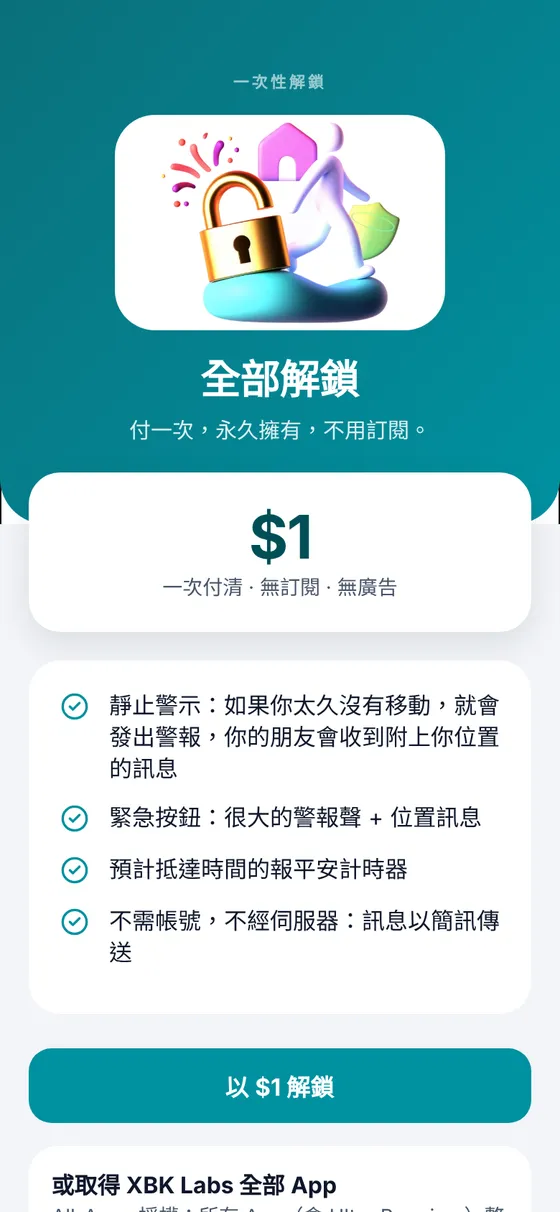 一次性解鎖
全部解鎖
付一次，永久擁有，不用訂閱。
$1
一次付清 · 無訂閱 · 無廣告
靜止警示：如果你太久沒有移動，就會
發出警報，你的朋友會收到附上你位置
的訊息
緊急按鈕：很大的警報聲 + 位置訊息
預計抵達時間的報平安計時器
不需帳號，不經伺服器：訊息以簡訊傳
送
以 $1 解鎖
或取得 XBK Labs 全部 App